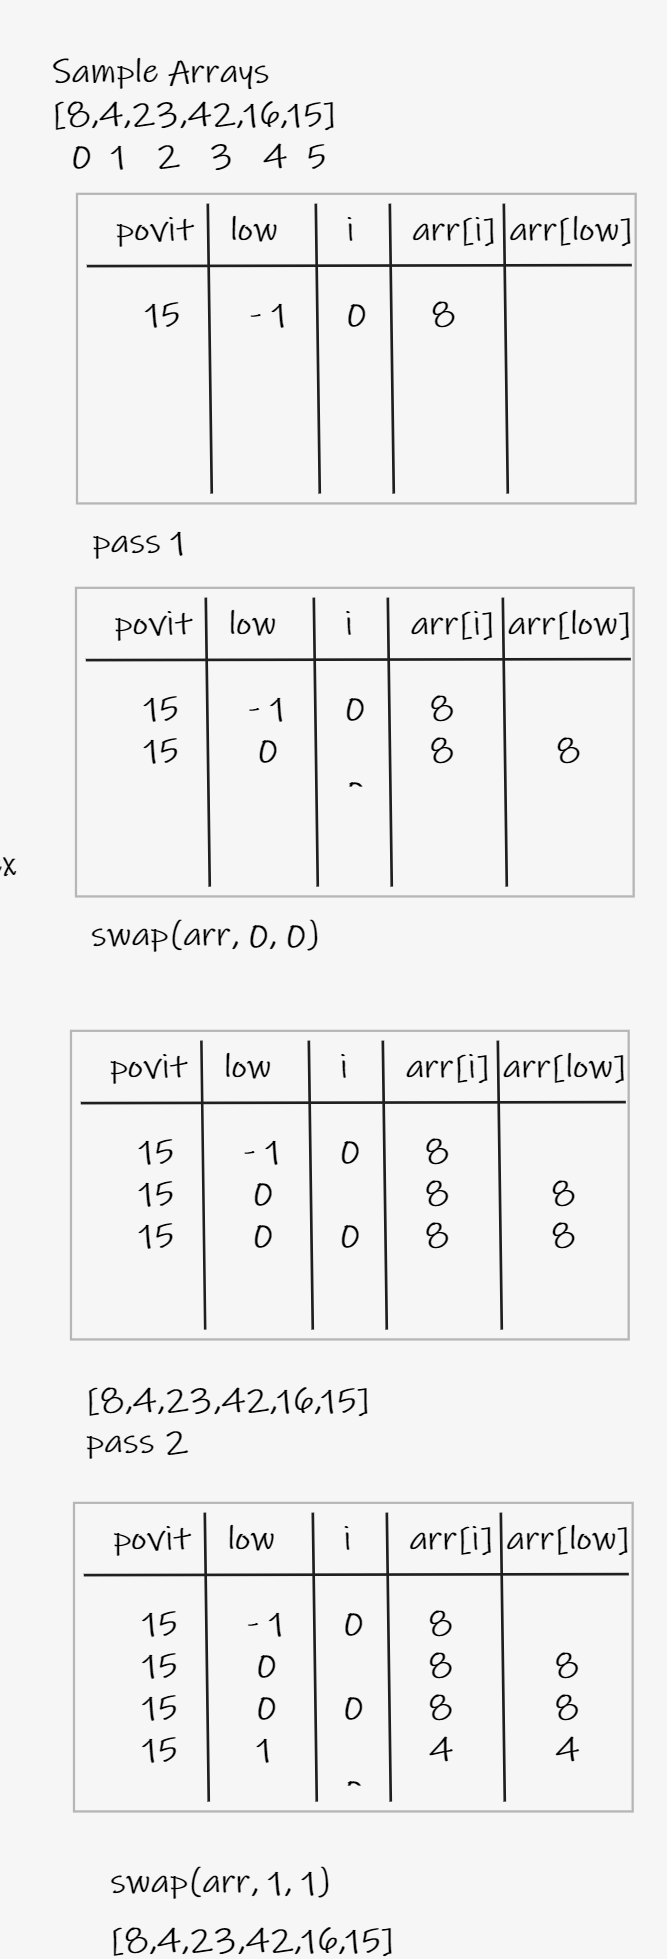 Sample Arrays
[8,4,23,42,16,15]
0 1 2 3 4 5
povit low i arr[i] arr[low]
15 -1 0 8
pass 1
povit low i arr[i] arr[low]
15 -1 0 8
15 0 8 8
x
swap(arr, 0, 0)
povit low i arr[i] arr[low]
15 -1 0 8
15 0 8 8
15 0 0 8 8
[8,4,23,42,16,15]
pass 2
povit low i arr[i] arr[low]
15 -1 0 8
15 0 8 8
15 0 0 8 8
15 1 4 4
swap(arr, 1, 1)
[8,4,23,42,16,15]